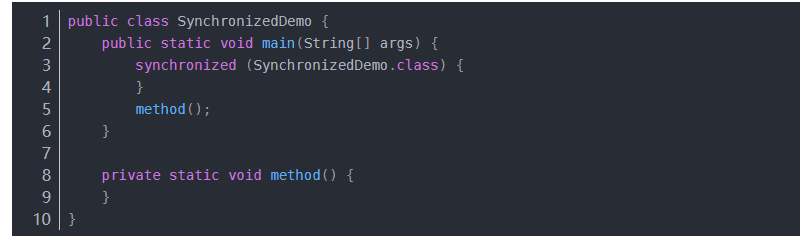 1 public class SynchronizedDemo {
2     public static void main(String[] args) {
3         synchronized (SynchronizedDemo.class) {
4         }
5         method();
6     }
7
8     private static void method() {
9     }
10 }